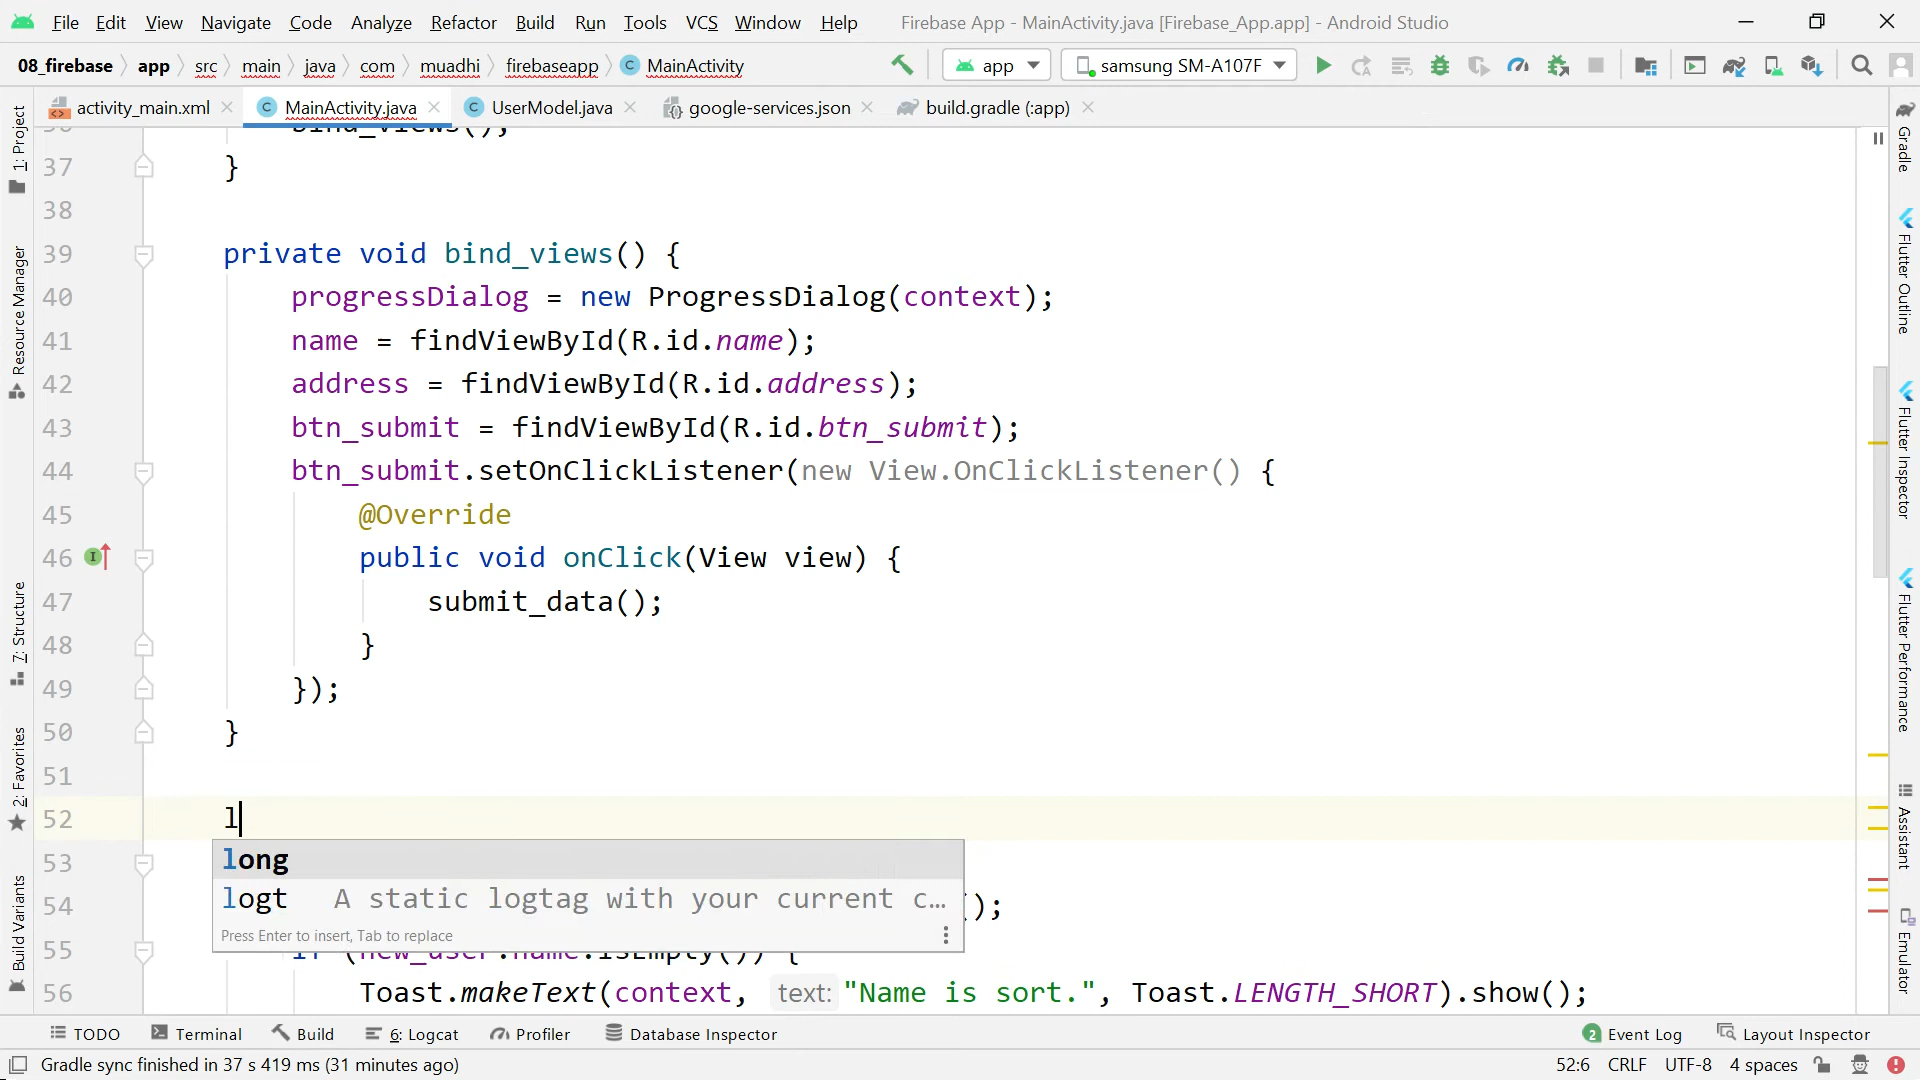 File Edit View Navigate Code Analyze Refactor Build Run Tools VCS Window Help Firebase App - MainActivity.java [Firebase_App.app] - Android Studio
08_firebase app src main java com muadhi firebaseapp MainActivity app samsung SM-A107F
activity_main.xml MainActivity.java UserModel.java google-services.json build.gradle (:app)
bind_views();
37 }
38
39 private void bind_views() {
40 progressDialog = new ProgressDialog(context);
41 name = findViewById(R.id.name);
42 address = findViewById(R.id.address);
43 btn_submit = findViewById(R.id.btn_submit);
44 btn_submit.setOnClickListener(new View.OnClickListener() {
45 @Override
46 public void onClick(View view) {
47 submit_data();
48 }
49 });
50 }
51
52 l
53
54 );
55
56 Toast.makeText(context, text: "Name is sort.", Toast.LENGTH_SHORT).show();
long
logt A static logtag with your current c...
Press Enter to insert, Tab to replace
1: Project
Resource Manager
7: Structure
2: Favorites
Build Variants
Gradle
Flutter Outline
Flutter Inspector
Flutter Performance
Assistant
Emulator
TODO Terminal Build 6: Logcat Profiler Database Inspector 2 Event Log Layout Inspector
Gradle sync finished in 37 s 419 ms (31 minutes ago) 52:6 CRLF UTF-8 4 spaces